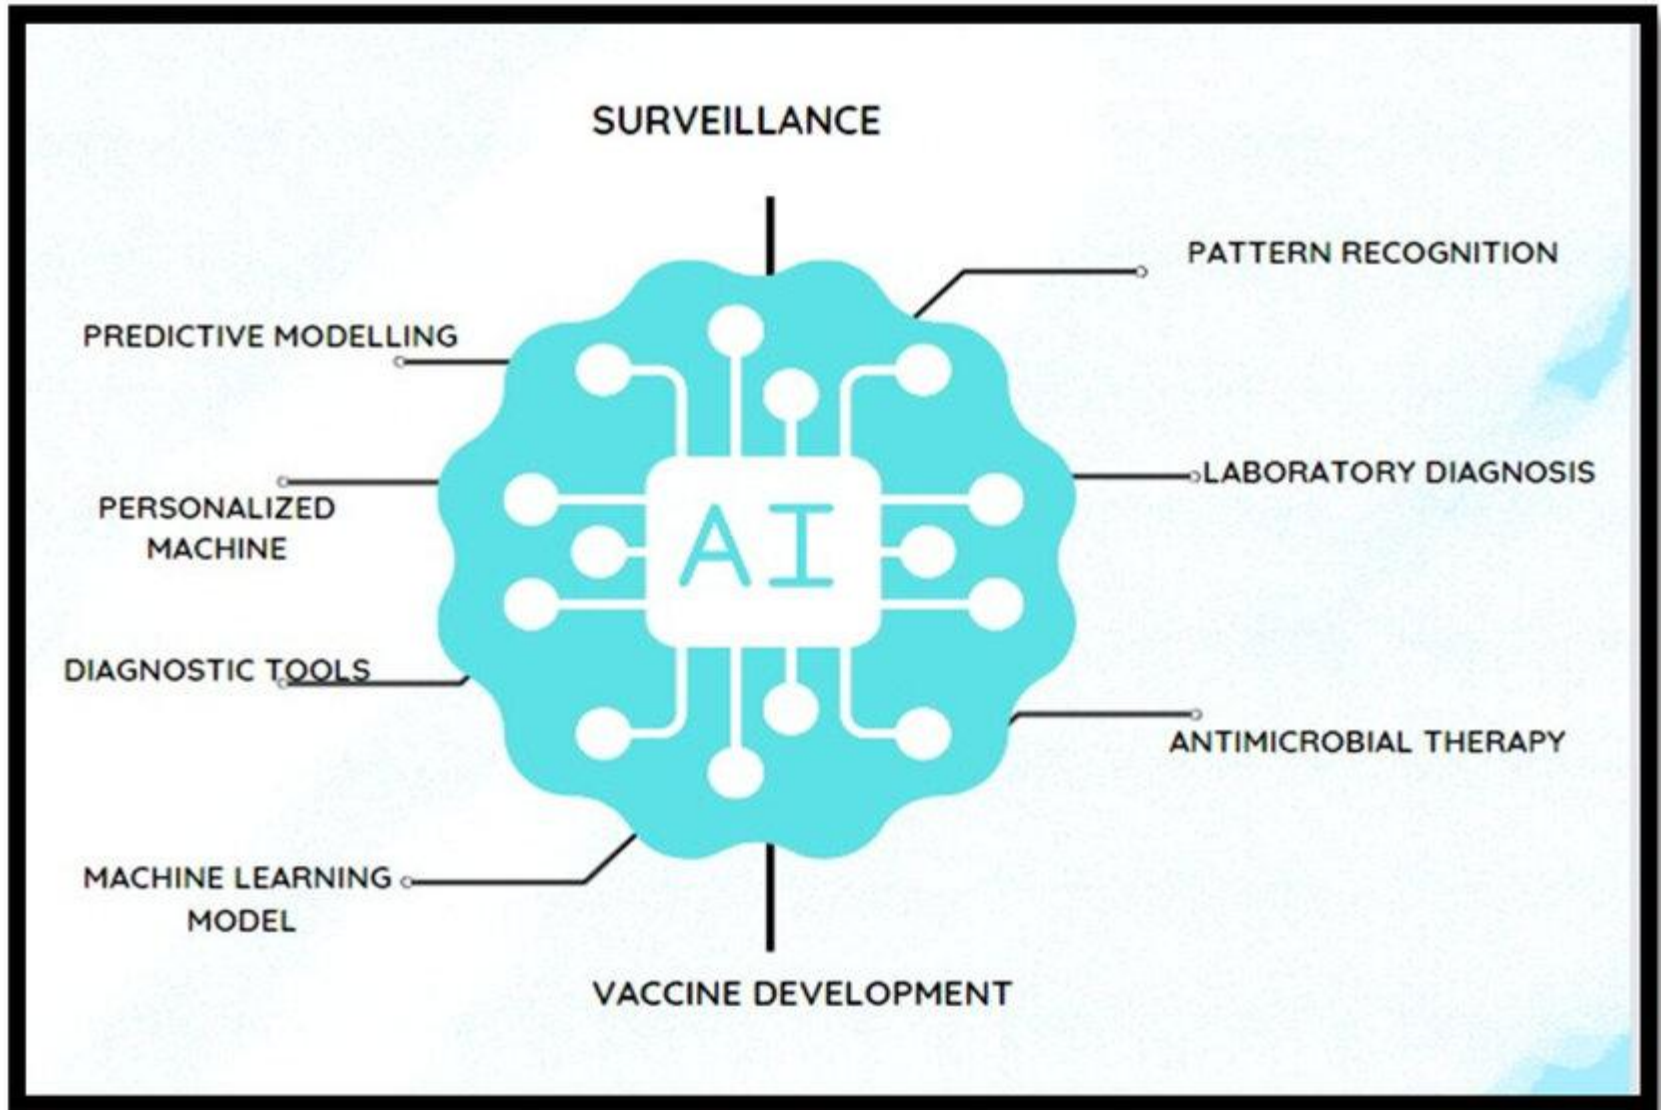 SURVEILLANCE
PATTERN RECOGNITION
PREDICTIVE MODELLING
LABORATORY DIAGNOSIS
PERSONALIZED
MACHINE
AI
DIAGNOSTIC TOOLS
ANTIMICROBIAL THERAPY
MACHINE LEARNING
MODEL
VACCINE DEVELOPMENT